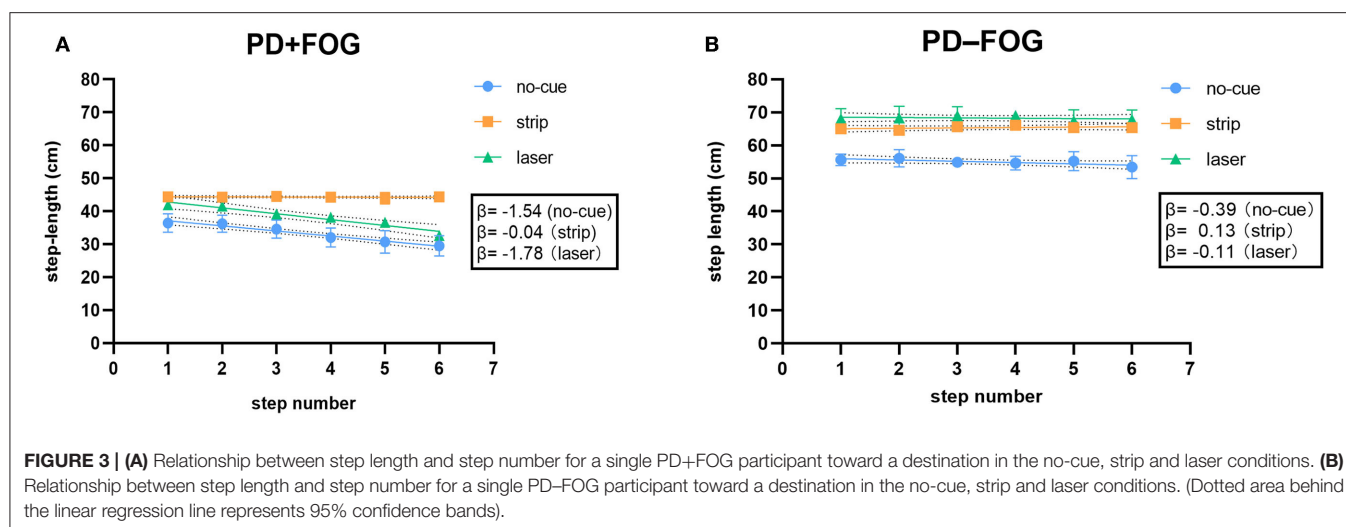 A
PD+FOG
80
70
60
50
40
30
20
10
0
step-length (cm)
0 1 2 3 4 5 6 7
step number
no-cue
strip
laser
β= -1.54 (no-cue)
β= -0.04 (strip)
β= -1.78 (laser)
B
PD–FOG
80
70
60
50
40
30
20
10
0
step length (cm)
0 1 2 3 4 5 6 7
step number
no-cue
strip
laser
β= -0.39 (no-cue)
β= 0.13 (strip)
β= -0.11 (laser)
FIGURE 3 | (A) Relationship between step length and step number for a single PD+FOG participant toward a destination in the no-cue, strip and laser conditions. (B)
Relationship between step length and step number for a single PD–FOG participant toward a destination in the no-cue, strip and laser conditions. (Dotted area behind
the linear regression line represents 95% confidence bands).